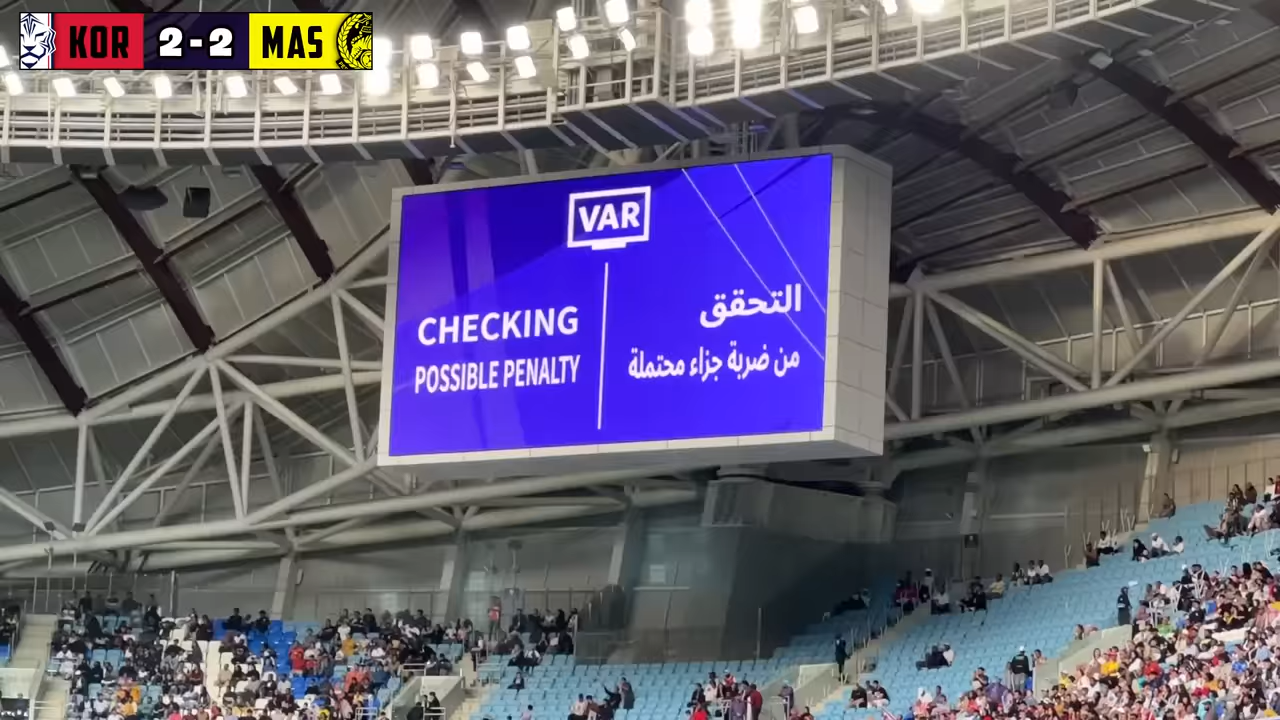 KOR 2-2 MAS
VAR
CHECKING
POSSIBLE PENALTY
التحقق
من ضربة جزاء محتملة